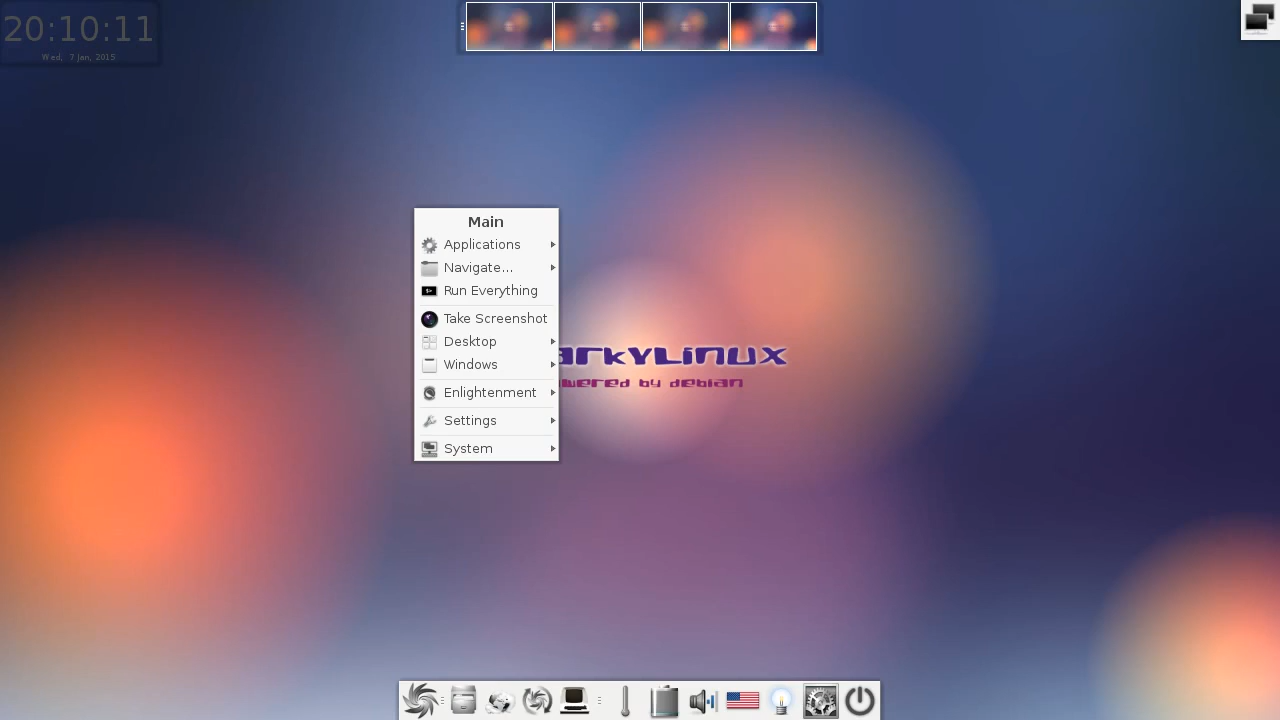 20:10:11
Wed, 7 Jan, 2015
Main
Applications
Navigate...
Run Everything
Take Screenshot
Desktop
Windows
Enlightenment
Settings
System
arkyLinux
wered by debian